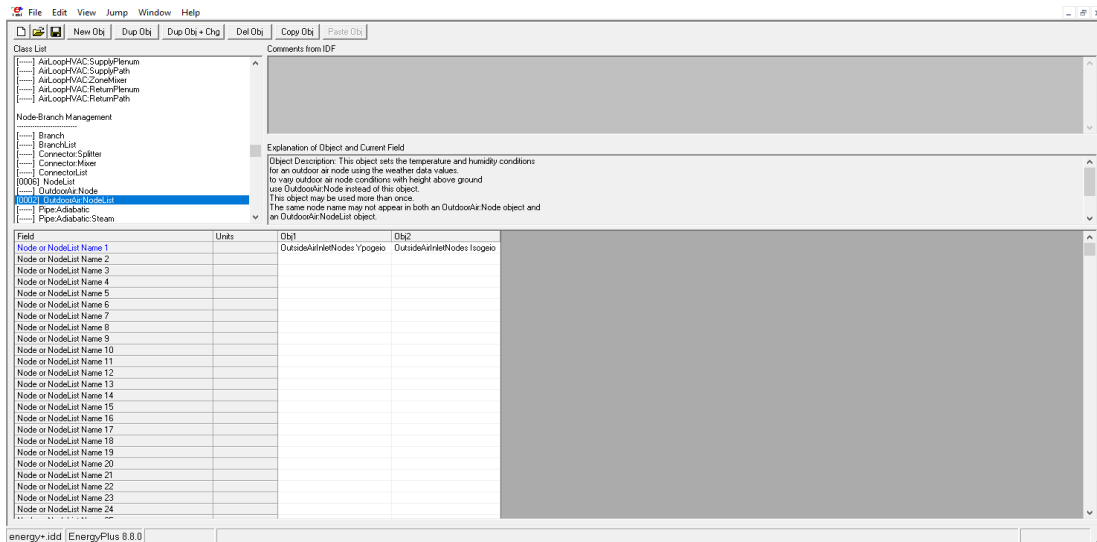 File Edit View Jump Window Help
New Obj Dup Obj Dup Obj + Chg Del Obj Copy Obj Paste Obj
Class List
[------] AirLoopHVAC:SupplyPlenum
[------] AirLoopHVAC:SupplyPath
[------] AirLoopHVAC:ZoneMixer
[------] AirLoopHVAC:ReturnPlenum
[------] AirLoopHVAC:ReturnPath
Node-Branch Management
-------------------------
[------] Branch
[------] BranchList
[------] Connector:Splitter
[------] Connector:Mixer
[------] ConnectorList
[0006] NodeList
[------] OutdoorAir:Node
[0002] OutdoorAir:NodeList
[------] Pipe:Adiabatic
[------] Pipe:Adiabatic:Steam
Comments from IDF
Explanation of Object and Current Field
Object Description: This object sets the temperature and humidity conditions
for an outdoor air node using the weather data values.
to vary outdoor air node conditions with height above ground
use OutdoorAir:Node instead of this object.
This object may be used more than once.
The same node name may not appear in both an OutdoorAir:Node object and
an OutdoorAir:NodeList object.
Field Units Obj1 Obj2
Node or NodeList Name 1 OutsideAirInletNodes Ypogeio OutsideAirInletNodes Isogeio
Node or NodeList Name 2
Node or NodeList Name 3
Node or NodeList Name 4
Node or NodeList Name 5
Node or NodeList Name 6
Node or NodeList Name 7
Node or NodeList Name 8
Node or NodeList Name 9
Node or NodeList Name 10
Node or NodeList Name 11
Node or NodeList Name 12
Node or NodeList Name 13
Node or NodeList Name 14
Node or NodeList Name 15
Node or NodeList Name 16
Node or NodeList Name 17
Node or NodeList Name 18
Node or NodeList Name 19
Node or NodeList Name 20
Node or NodeList Name 21
Node or NodeList Name 22
Node or NodeList Name 23
Node or NodeList Name 24
energy+.idd EnergyPlus 8.8.0